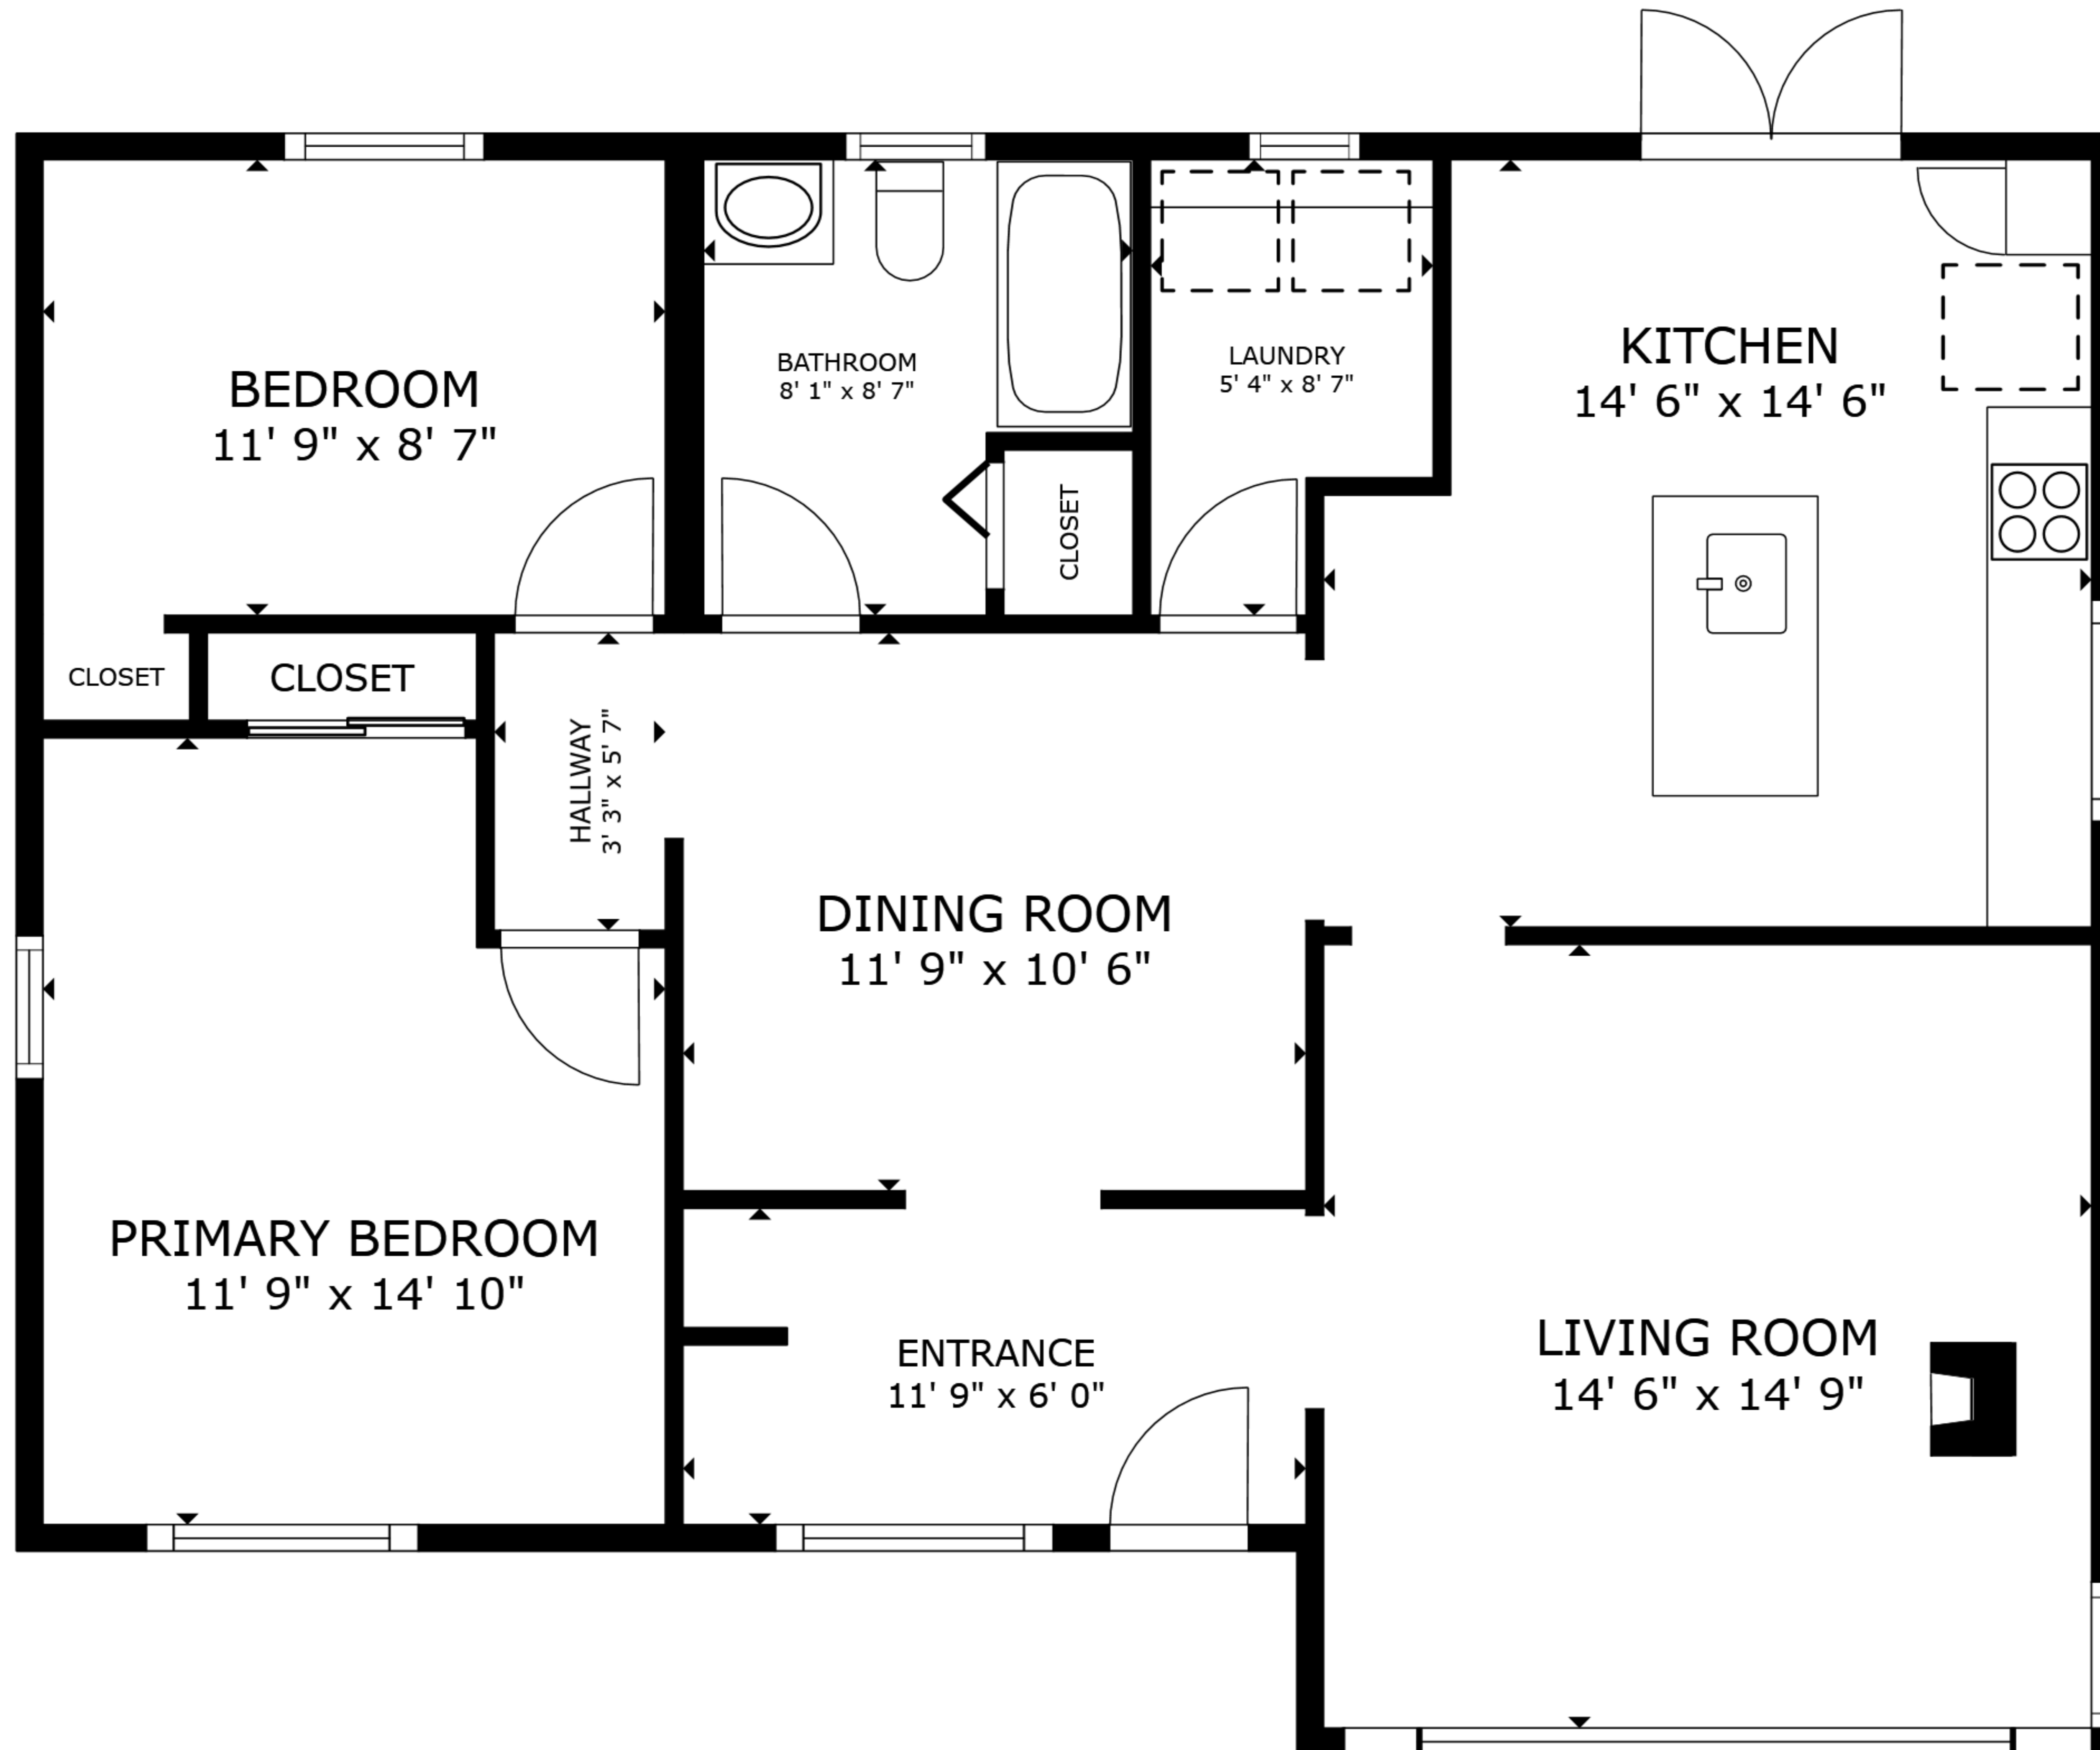 BEDROOM
11' 9" x 8' 7"
BATHROOM
8' 1" x 8' 7"
LAUNDRY
5' 4" x 8' 7"
KITCHEN
14' 6" x 14' 6"
CLOSET
CLOSET
CLOSET
HALLWAY
3' 3" x 5' 7"
DINING ROOM
11' 9" x 10' 6"
PRIMARY BEDROOM
11' 9" x 14' 10"
ENTRANCE
11' 9" x 6' 0"
LIVING ROOM
14' 6" x 14' 9"